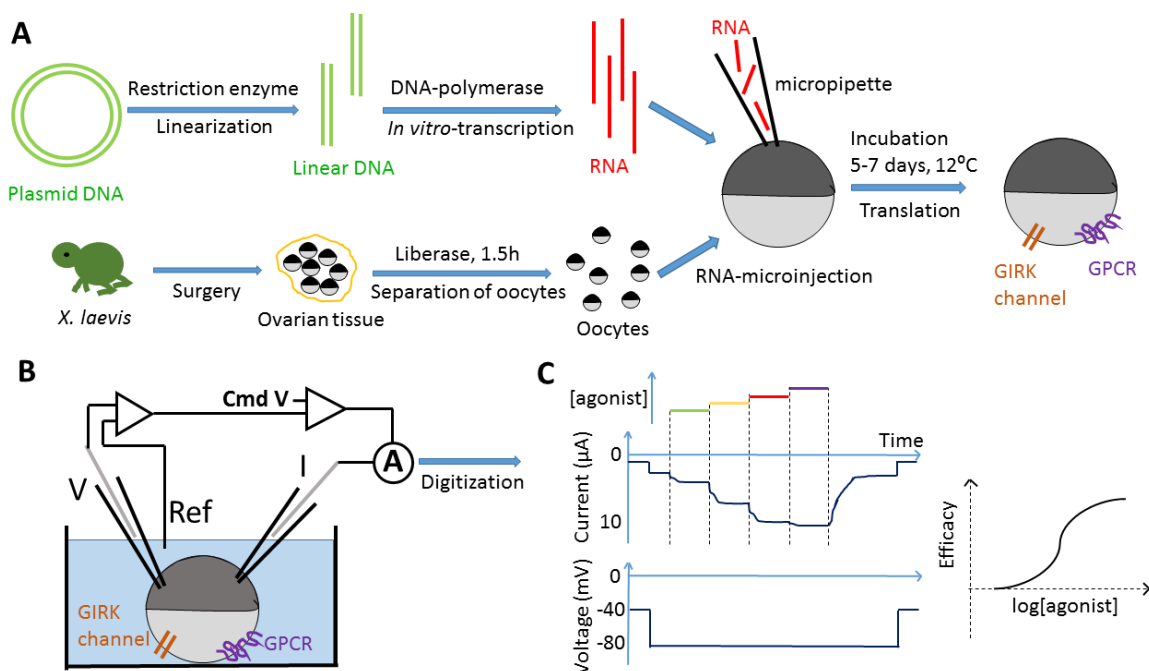 A
Plasmid DNA
Restriction enzyme
Linearization
Linear DNA
DNA-polymerase
In vitro-transcription
RNA
RNA
micropipette
Incubation
5-7 days, 12⁰C
Translation
GIRK
channel
GPCR
X. laevis
Surgery
Ovarian tissue
Liberase, 1.5h
Separation of oocytes
Oocytes
RNA-microinjection
B
Cmd V
V
Ref
I
A
Digitization
GIRK
channel
GPCR
C
[agonist]
Time
Current (µA)
0
10
Voltage (mV)
0
-40
-80
Efficacy
log[agonist]